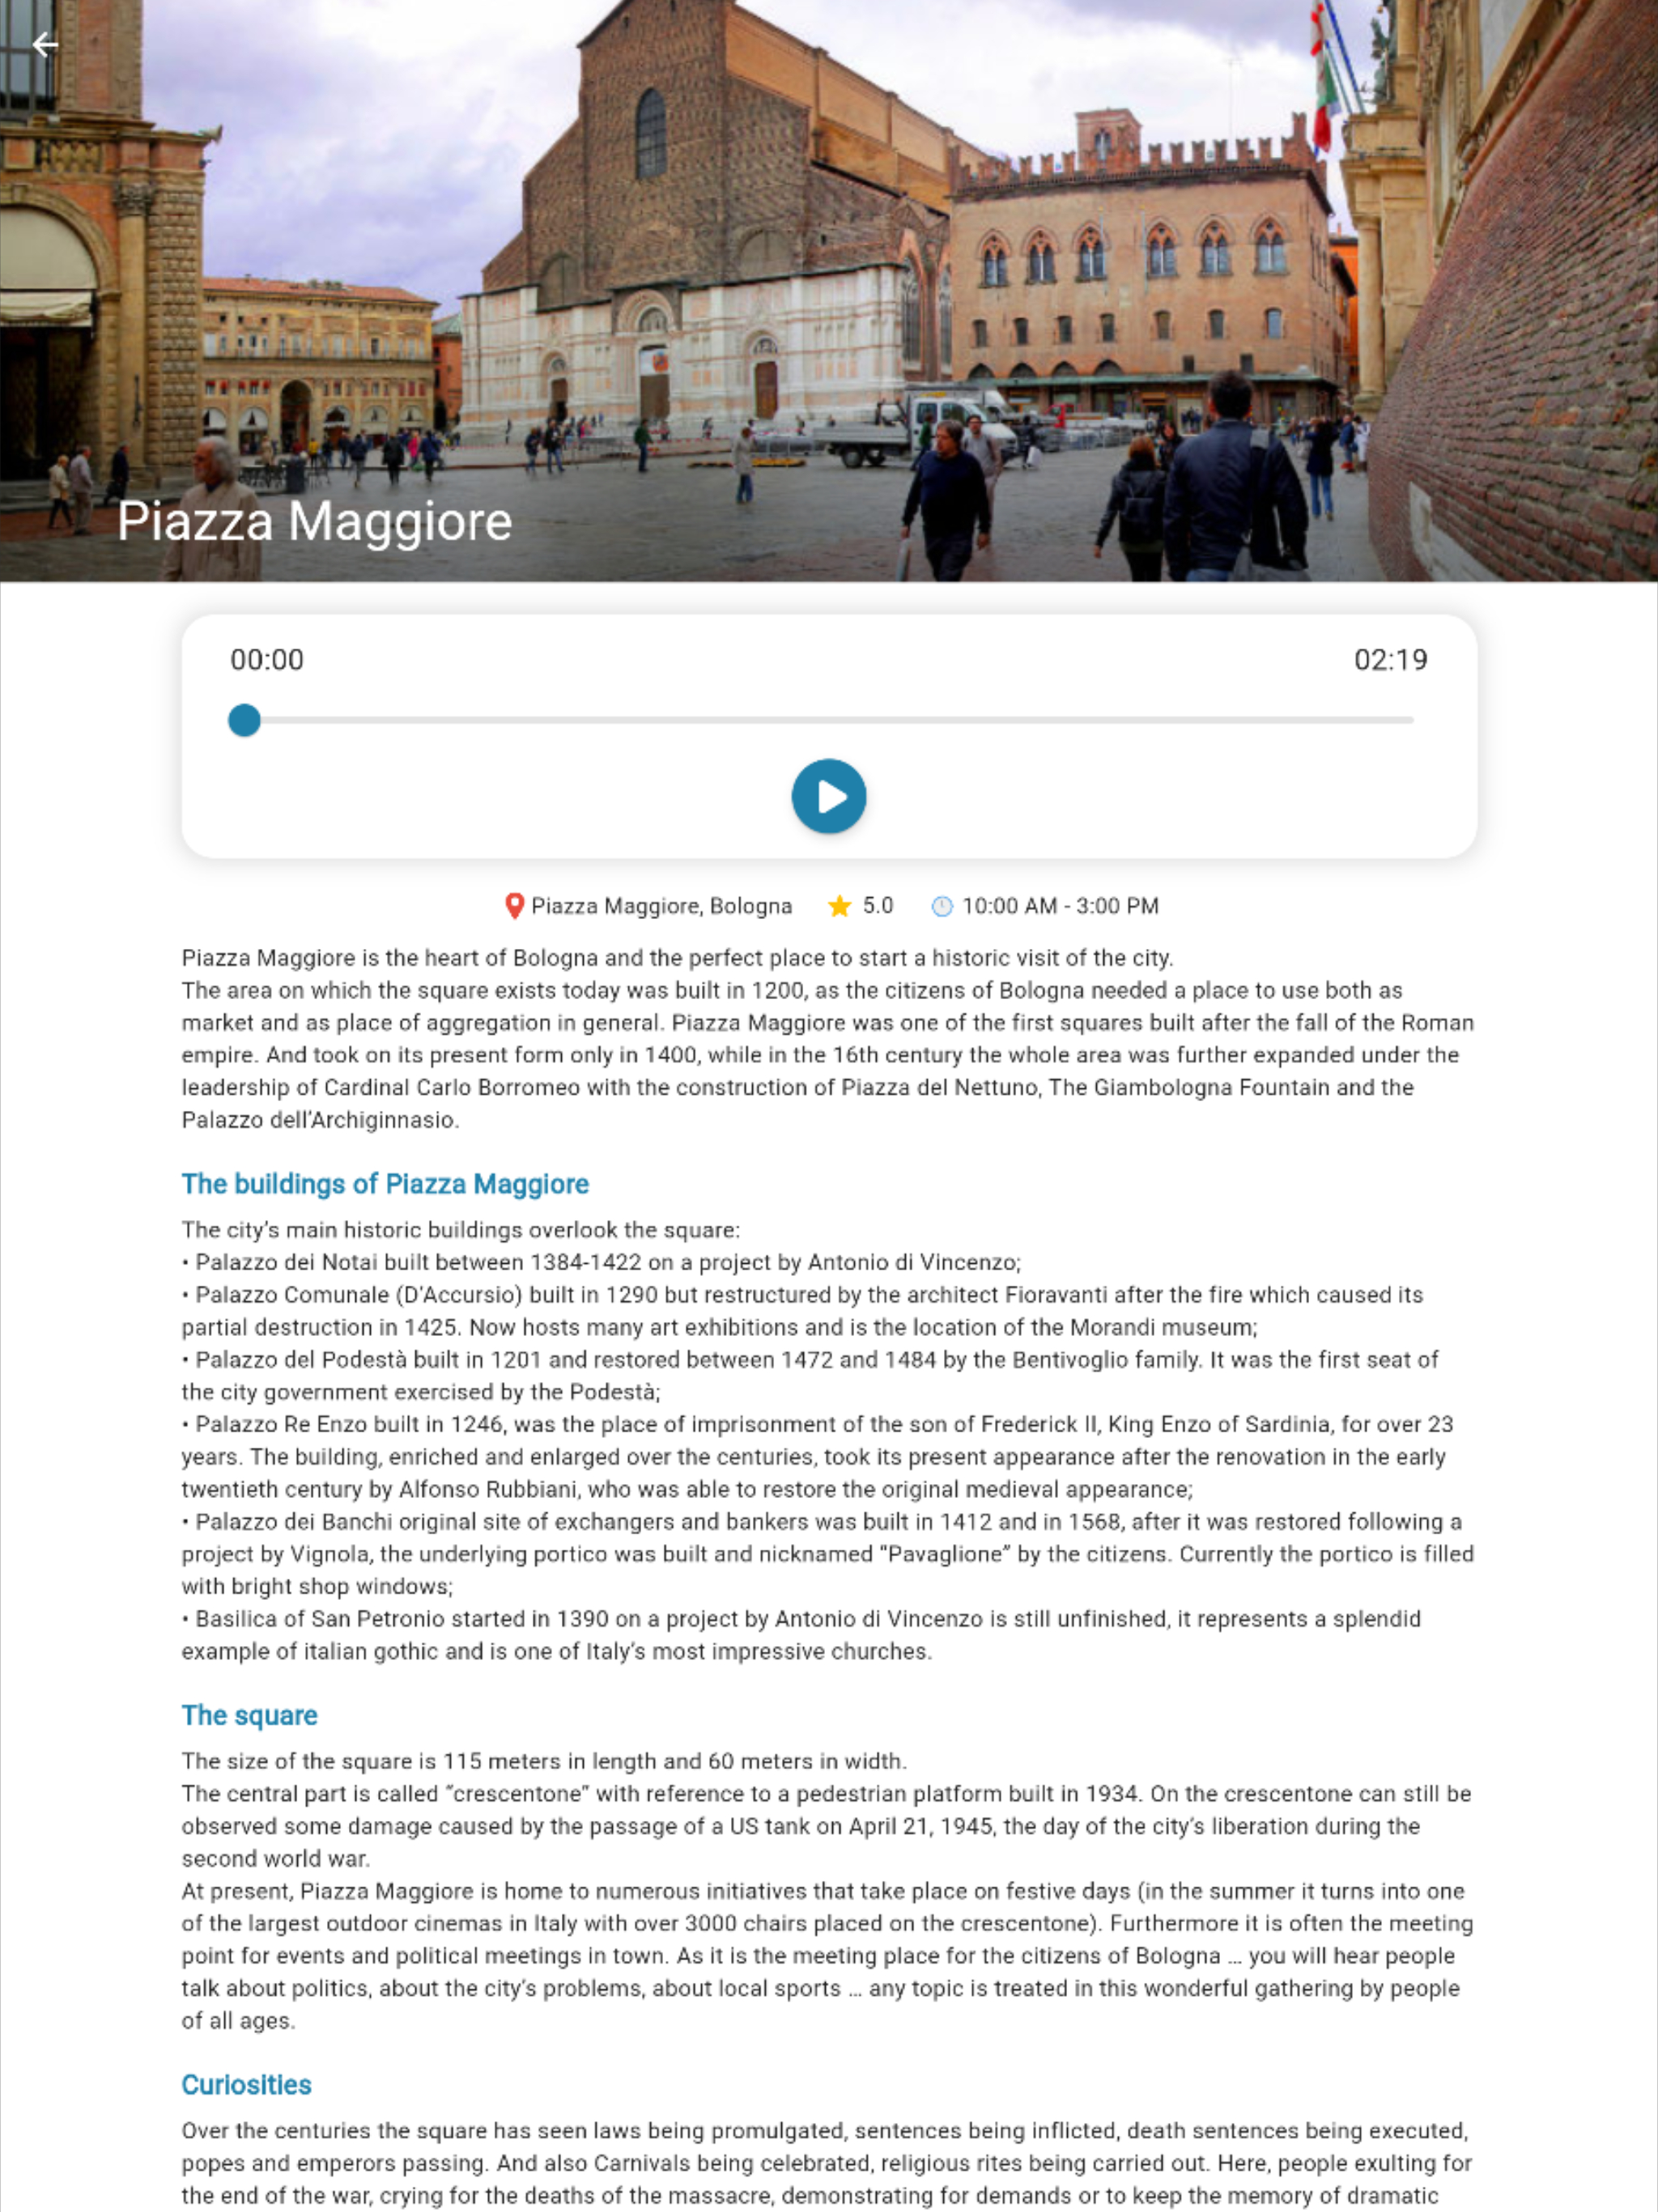 Piazza Maggiore
00:00 02:19
Piazza Maggiore, Bologna 5.0 10:00 AM - 3:00 PM
Piazza Maggiore is the heart of Bologna and the perfect place to start a historic visit of the city.
The area on which the square exists today was built in 1200, as the citizens of Bologna needed a place to use both as
market and as place of aggregation in general. Piazza Maggiore was one of the first squares built after the fall of the Roman
empire. And took on its present form only in 1400, while in the 16th century the whole area was further expanded under the
leadership of Cardinal Carlo Borromeo with the construction of Piazza del Nettuno, The Giambologna Fountain and the
Palazzo dell'Archiginnasio.
The buildings of Piazza Maggiore
The city's main historic buildings overlook the square:
• Palazzo dei Notai built between 1384-1422 on a project by Antonio di Vincenzo;
• Palazzo Comunale (D'Accursio) built in 1290 but restructured by the architect Fioravanti after the fire which caused its
partial destruction in 1425. Now hosts many art exhibitions and is the location of the Morandi museum;
• Palazzo del Podestà built in 1201 and restored between 1472 and 1484 by the Bentivoglio family. It was the first seat of
the city government exercised by the Podestà;
• Palazzo Re Enzo built in 1246, was the place of imprisonment of the son of Frederick II, King Enzo of Sardinia, for over 23
years. The building, enriched and enlarged over the centuries, took its present appearance after the renovation in the early
twentieth century by Alfonso Rubbiani, who was able to restore the original medieval appearance;
• Palazzo dei Banchi original site of exchangers and bankers was built in 1412 and in 1568, after it was restored following a
project by Vignola, the underlying portico was built and nicknamed “Pavaglione” by the citizens. Currently the portico is filled
with bright shop windows;
• Basilica of San Petronio started in 1390 on a project by Antonio di Vincenzo is still unfinished, it represents a splendid
example of italian gothic and is one of Italy's most impressive churches.
The square
The size of the square is 115 meters in length and 60 meters in width.
The central part is called “crescentone” with reference to a pedestrian platform built in 1934. On the crescentone can still be
observed some damage caused by the passage of a US tank on April 21, 1945, the day of the city's liberation during the
second world war.
At present, Piazza Maggiore is home to numerous initiatives that take place on festive days (in the summer it turns into one
of the largest outdoor cinemas in Italy with over 3000 chairs placed on the crescentone). Furthermore it is often the meeting
point for events and political meetings in town. As it is the meeting place for the citizens of Bologna … you will hear people
talk about politics, about the city's problems, about local sports … any topic is treated in this wonderful gathering by people
of all ages.
Curiosities
Over the centuries the square has seen laws being promulgated, sentences being inflicted, death sentences being executed,
popes and emperors passing. And also Carnivals being celebrated, religious rites being carried out. Here, people exulting for
the end of the war, crying for the deaths of the massacre, demonstrating for demands or to keep the memory of dramatic